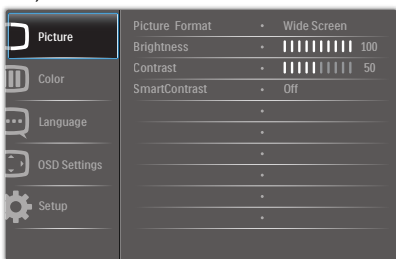 Picture
Color
Language
OSD Settings
Setup
Picture Format • Wide Screen
Brightness • 100
Contrast • 50
SmartContrast • Off
•
•
•
•
•
•